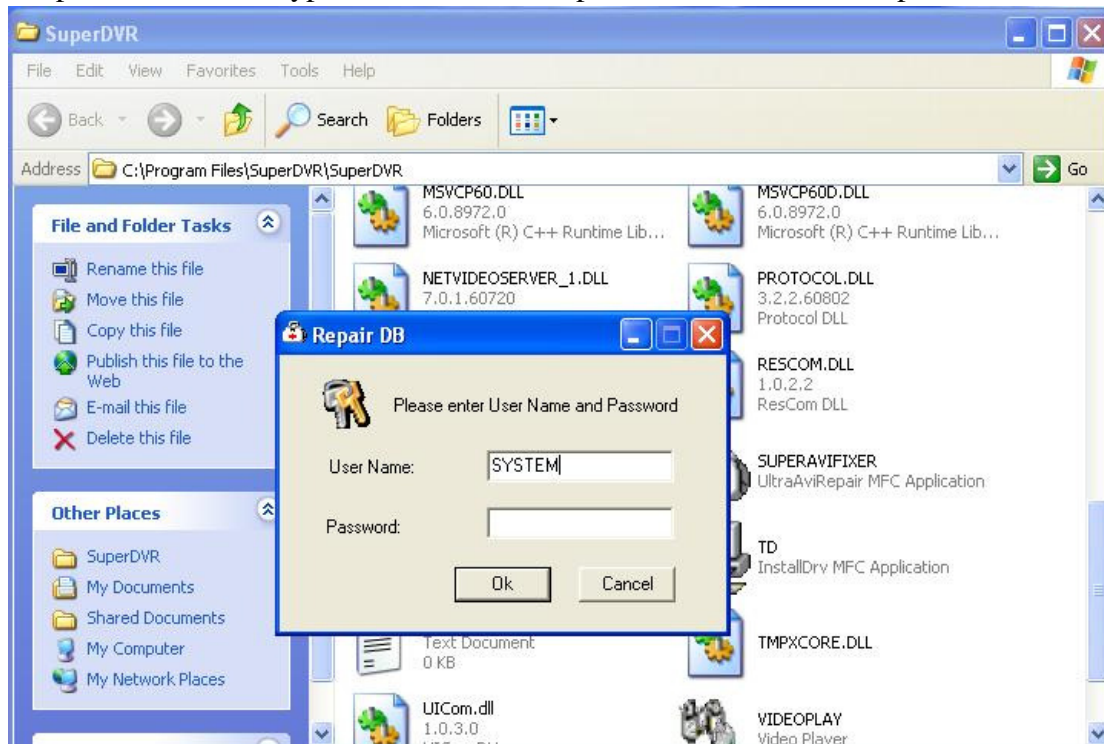 SuperDVR
File Edit View Favorites Tools Help
Back Search Folders
Address C:\Program Files\SuperDVR\SuperDVR Go
File and Folder Tasks
Rename this file
Move this file
Copy this file
Publish this file to the
Web
E-mail this file
Delete this file
Other Places
SuperDVR
My Documents
Shared Documents
My Computer
My Network Places
MSVCP60.DLL
6.0.8972.0
Microsoft (R) C++ Runtime Lib...
MSVCP60D.DLL
6.0.8972.0
Microsoft (R) C++ Runtime Lib...
NETVIDEOSERVER_1.DLL
7.0.1.60720
PROTOCOL.DLL
3.2.2.60802
Protocol DLL
Repair DB
Please enter User Name and Password
User Name: SYSTEM
Password:
Ok Cancel
RESCOM.DLL
1.0.2.2
ResCom DLL
SUPERAVIFIXER
UltraAviRepair MFC Application
TD
InstallDrv MFC Application
Text Document
0 KB
TMPXCORE.DLL
UICom.dll
1.0.3.0
VIDEOPLAY
Video Player